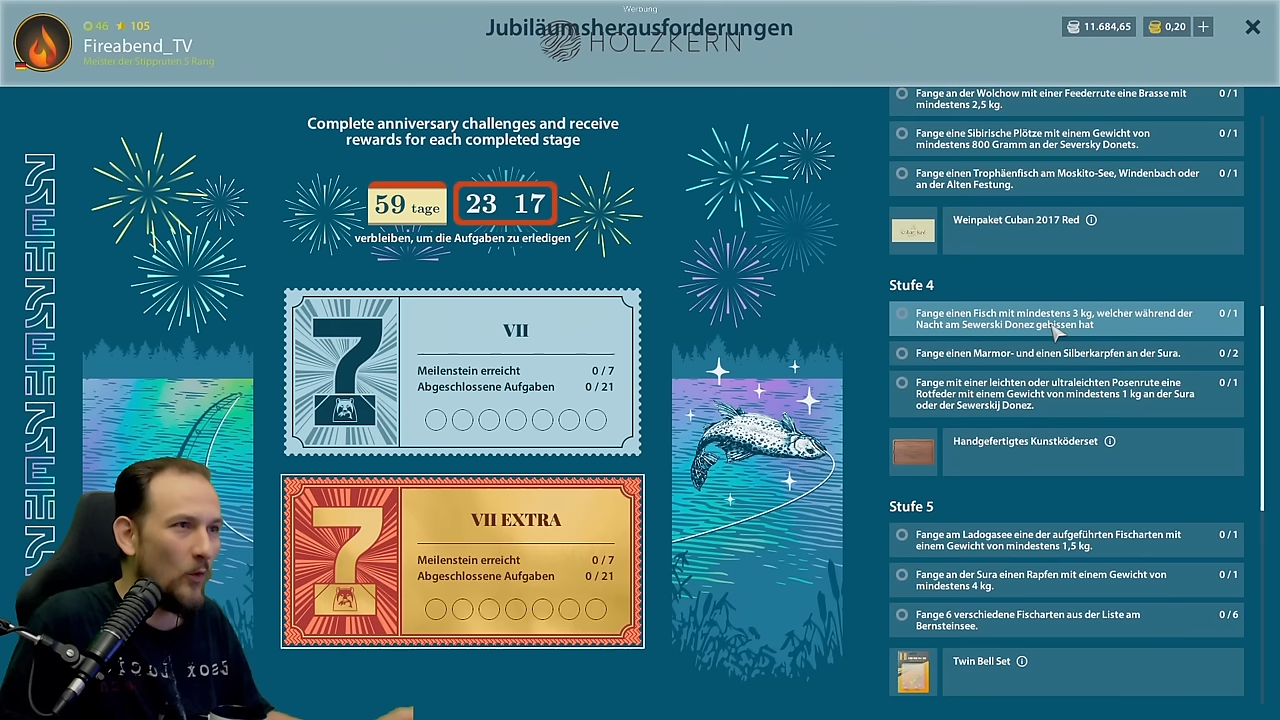 Werbung
Jubiläumsherausforderungen
HOLZKERN
46 105
Fireabend_TV
Meister der Stippruten 5 Rang
11.684,65
0,20
Complete anniversary challenges and receive
rewards for each completed stage
59 tage
23 17
verbleiben, um die Aufgaben zu erledigen
7
VII
Meilenstein erreicht 0 / 7
Abgeschlossene Aufgaben 0 / 21
7
VII EXTRA
Meilenstein erreicht 0 / 7
Abgeschlossene Aufgaben 0 / 21
Fange an der Wolchow mit einer Feederrute eine Brasse mit 0 / 1
mindestens 2,5 kg.
Fange eine Sibirische Plötze mit einem Gewicht von 0 / 1
mindestens 800 Gramm an der Seversky Donets.
Fange einen Trophäenfisch am Moskito-See, Windenbach oder 0 / 1
an der Alten Festung.
Weinpaket Cuban 2017 Red
Stufe 4
Fange einen Fisch mit mindestens 3 kg, welcher während der 0 / 1
Nacht am Sewerski Donez gebissen hat
Fange einen Marmor- und einen Silberkarpfen an der Sura. 0 / 2
Fange mit einer leichten oder ultraleichten Posenrute eine 0 / 1
Rotfeder mit einem Gewicht von mindestens 1 kg an der Sura
oder der Sewerskij Donez.
Handgefertigtes Kunstköderset
Stufe 5
Fange am Ladogasee eine der aufgeführten Fischarten mit 0 / 1
einem Gewicht von mindestens 1,5 kg.
Fange an der Sura einen Rapfen mit einem Gewicht von 0 / 1
mindestens 4 kg.
Fange 6 verschiedene Fischarten aus der Liste am 0 / 6
Bernsteinsee.
Twin Bell Set